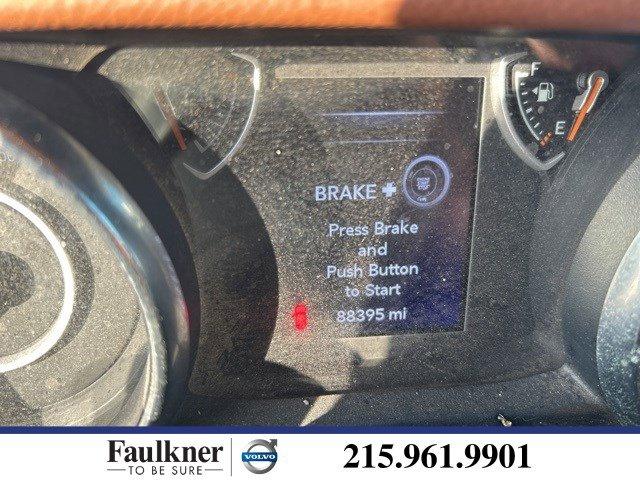 F
E
BRAKE +
Press Brake
and
Push Button
to Start
88395 mi
Faulkner
TO BE SURE
VOLVO
215.961.9901